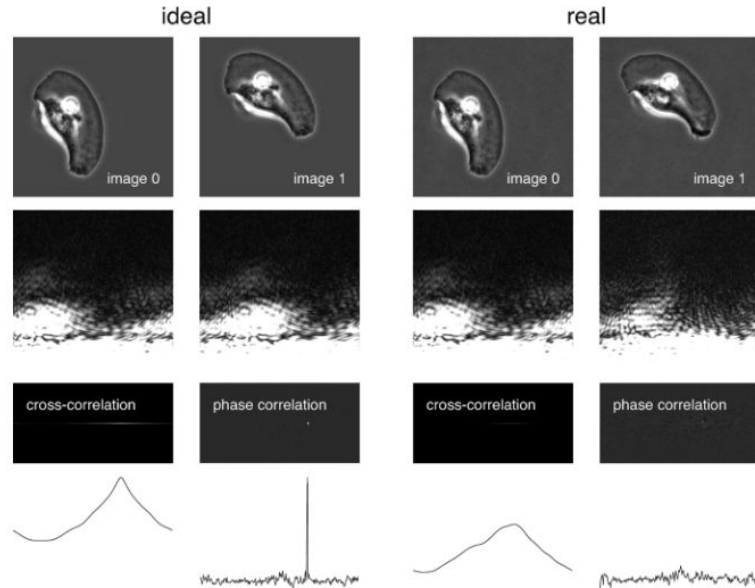 ideal
real
image 0
image 1
image 0
image 1
cross-correlation
phase correlation
cross-correlation
phase correlation